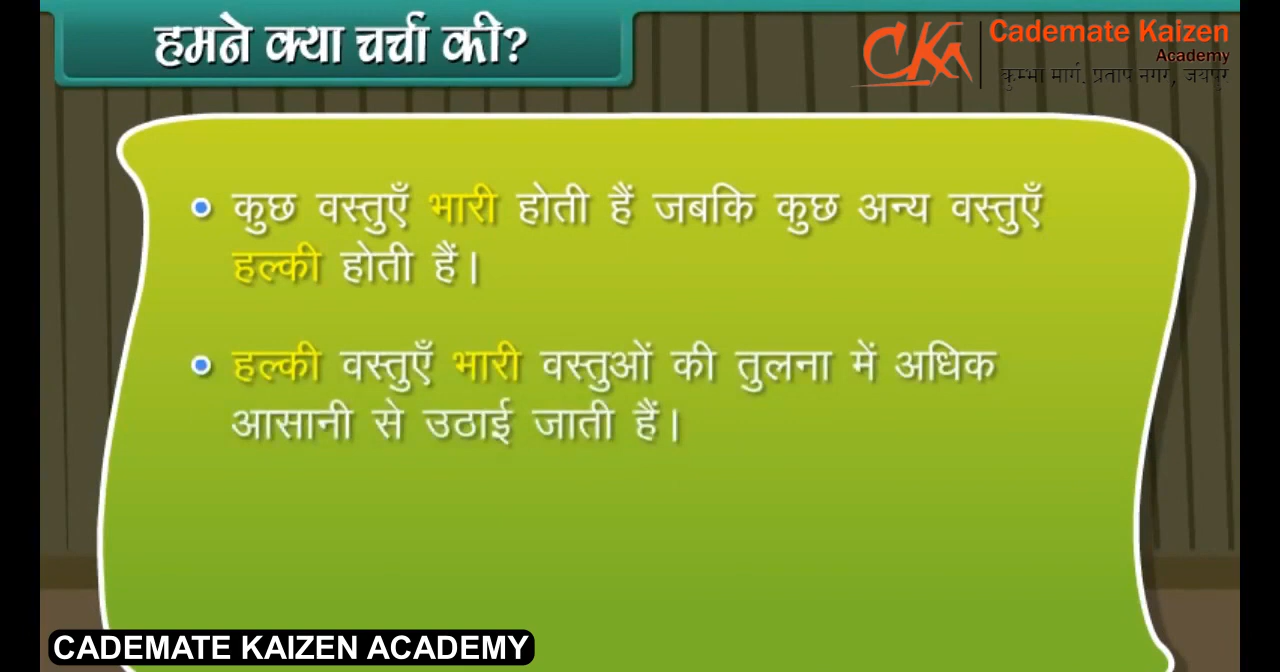 हमने क्या चर्चा की?
Cademate Kaizen
Academy
कुम्भा मार्ग, प्रताप नगर, जयपुर
कुछ वस्तुएँ भारी होती हैं जबकि कुछ अन्य वस्तुएँ
हल्की होती हैं।
हल्की वस्तुएँ भारी वस्तुओं की तुलना में अधिक
आसानी से उठाई जाती हैं।
CADEMATE KAIZEN ACADEMY